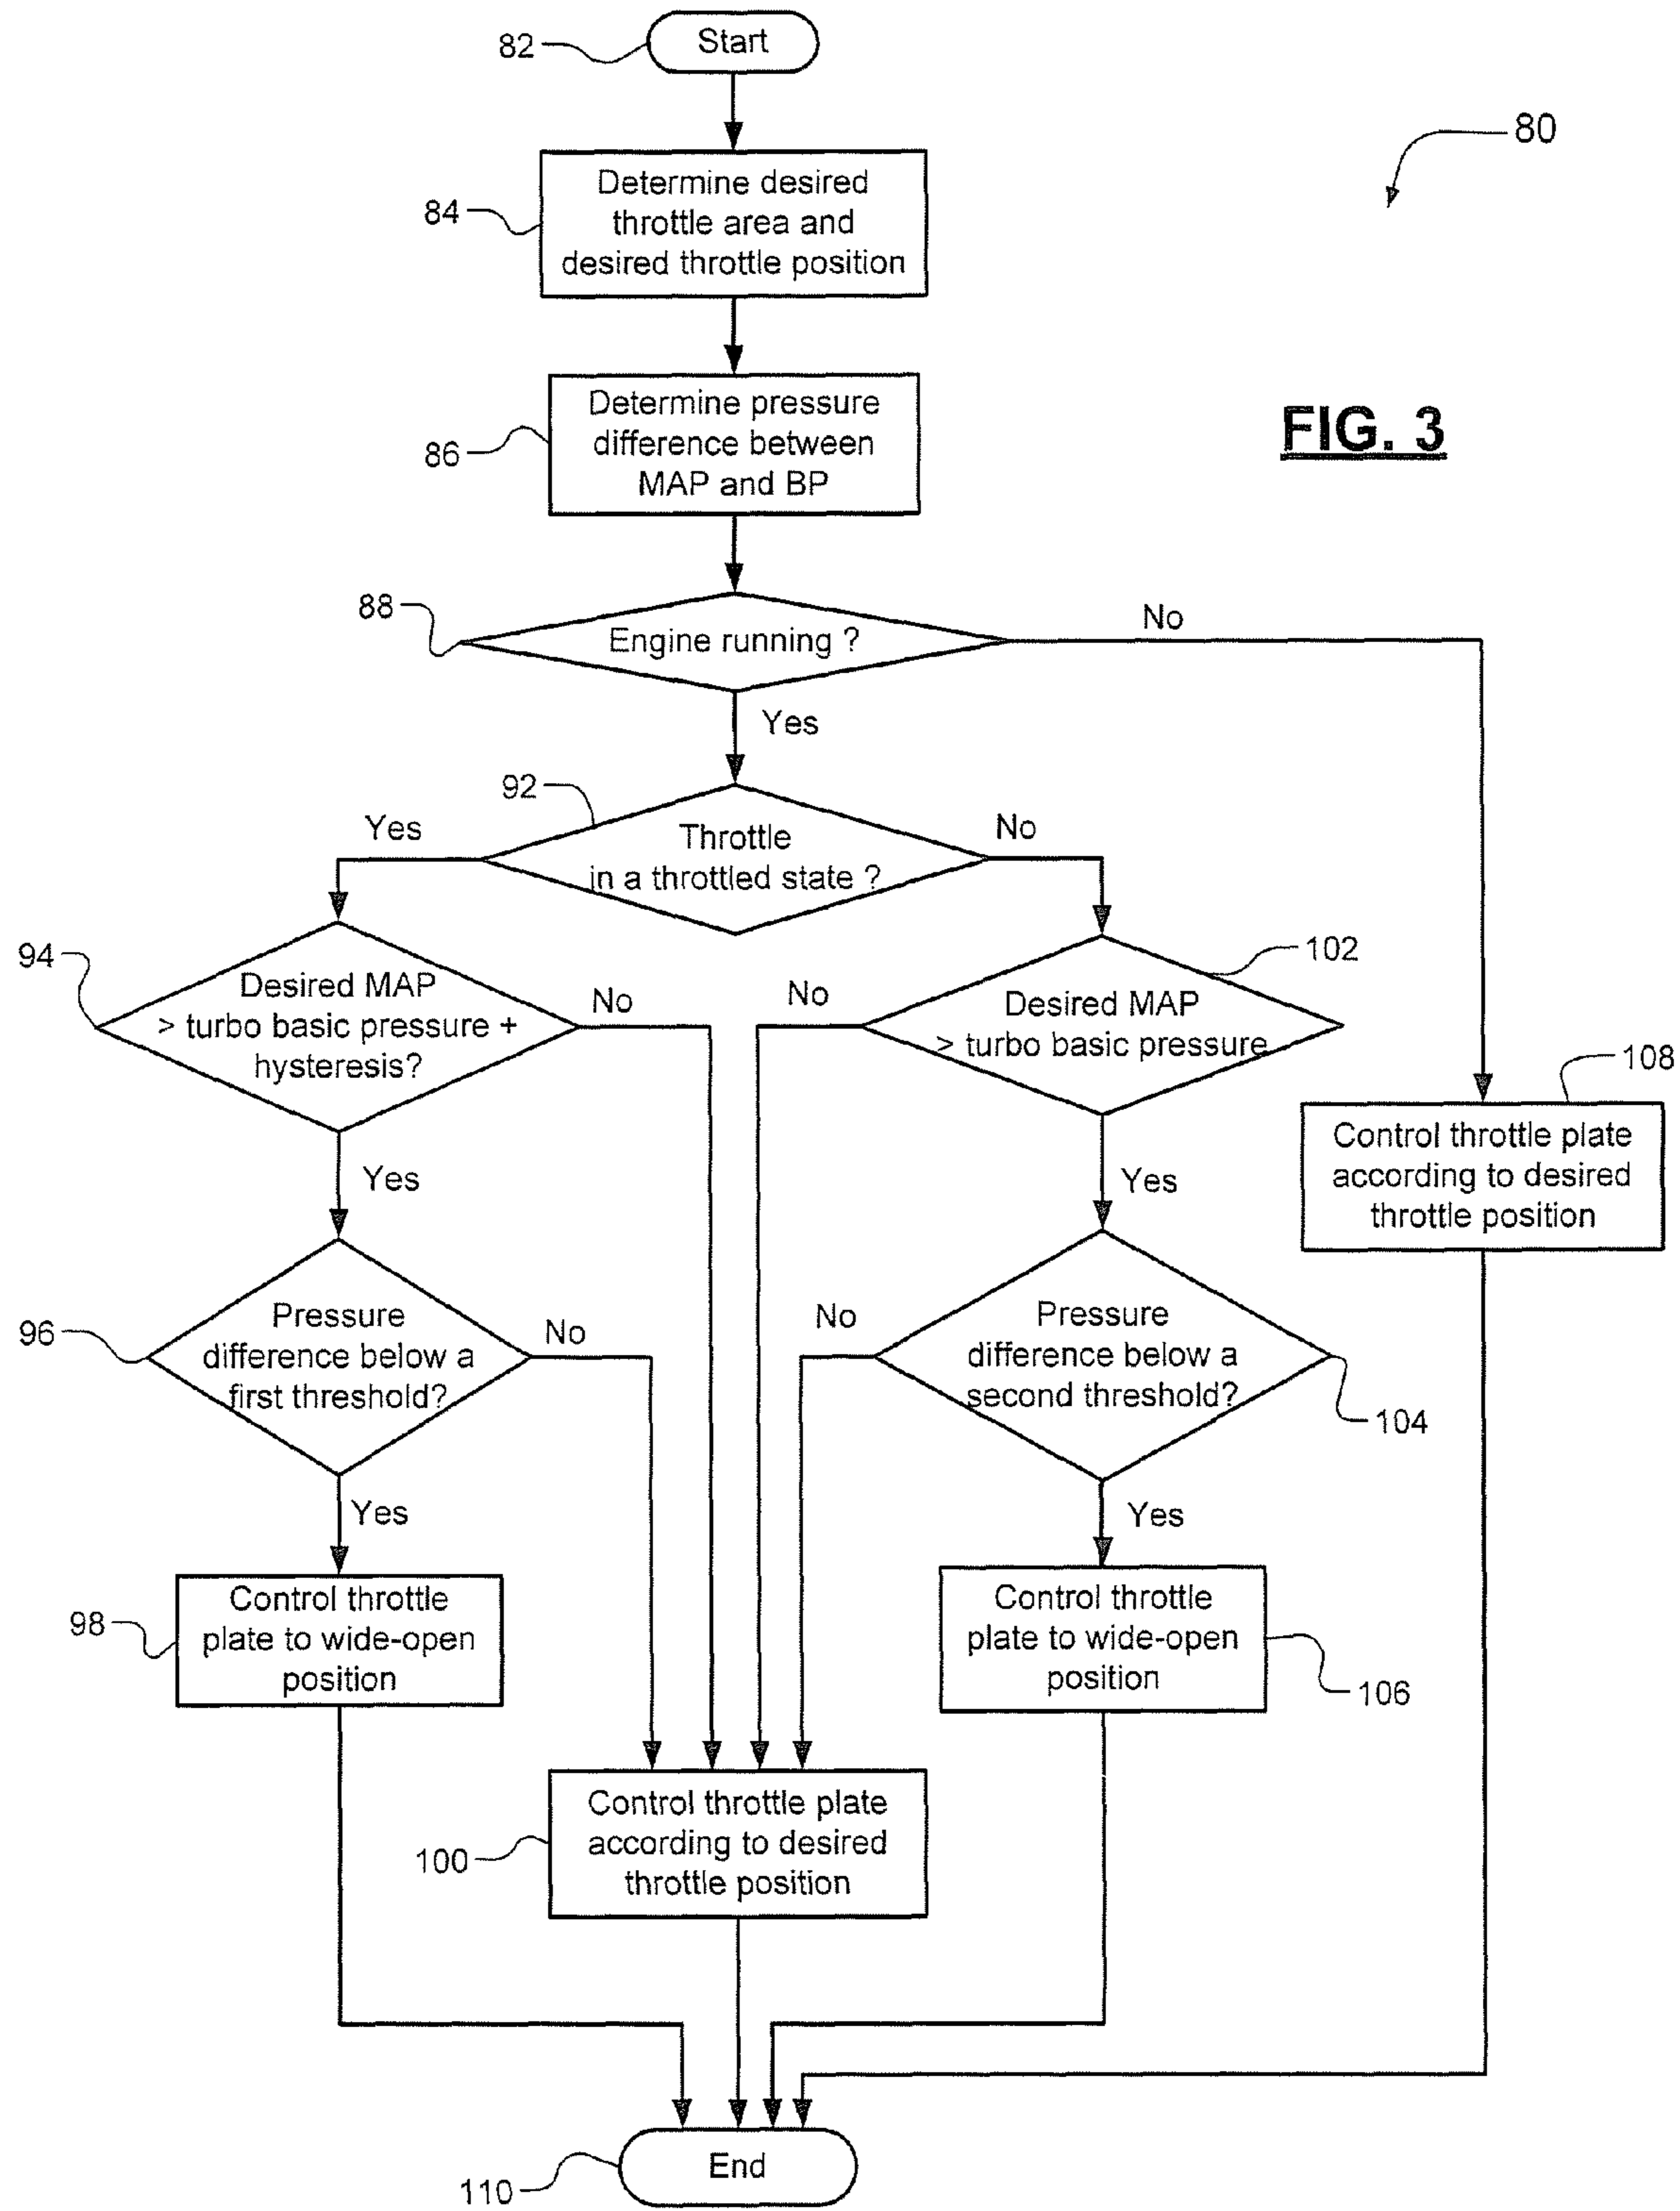 82
Start
80
84
Determine desired
throttle area and
desired throttle position
86
Determine pressure
difference between
MAP and BP
FIG. 3
88
Engine running ?
No
Yes
92
Yes
Throttle
in a throttled state ?
No
94
Desired MAP
> turbo basic pressure +
hysteresis?
No
No
102
Desired MAP
> turbo basic pressure
108
Control throttle plate
according to desired
throttle position
Yes
Yes
96
Pressure
difference below a
first threshold?
No
No
Pressure
difference below a
second threshold?
104
Yes
Yes
98
Control throttle
plate to wide-open
position
Control throttle
plate to wide-open
position
106
100
Control throttle plate
according to desired
throttle position
End
110